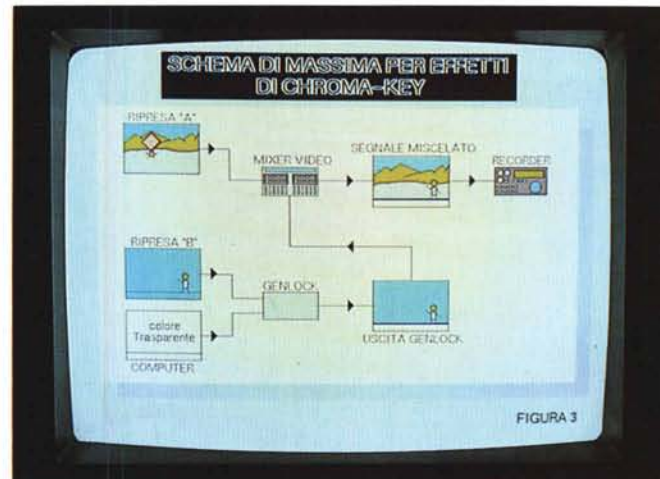 SCHEMA DI MASSIMA PER EFFETTI
DI CHROMA-KEY
RIPRESA "A"
MIXER VIDEO
SEGNALE MISCELATO
RECORDER
RIPRESA "B"
GENLOCK
colore
Trasparente
COMPUTER
USCITA GENLOCK
FIGURA 3